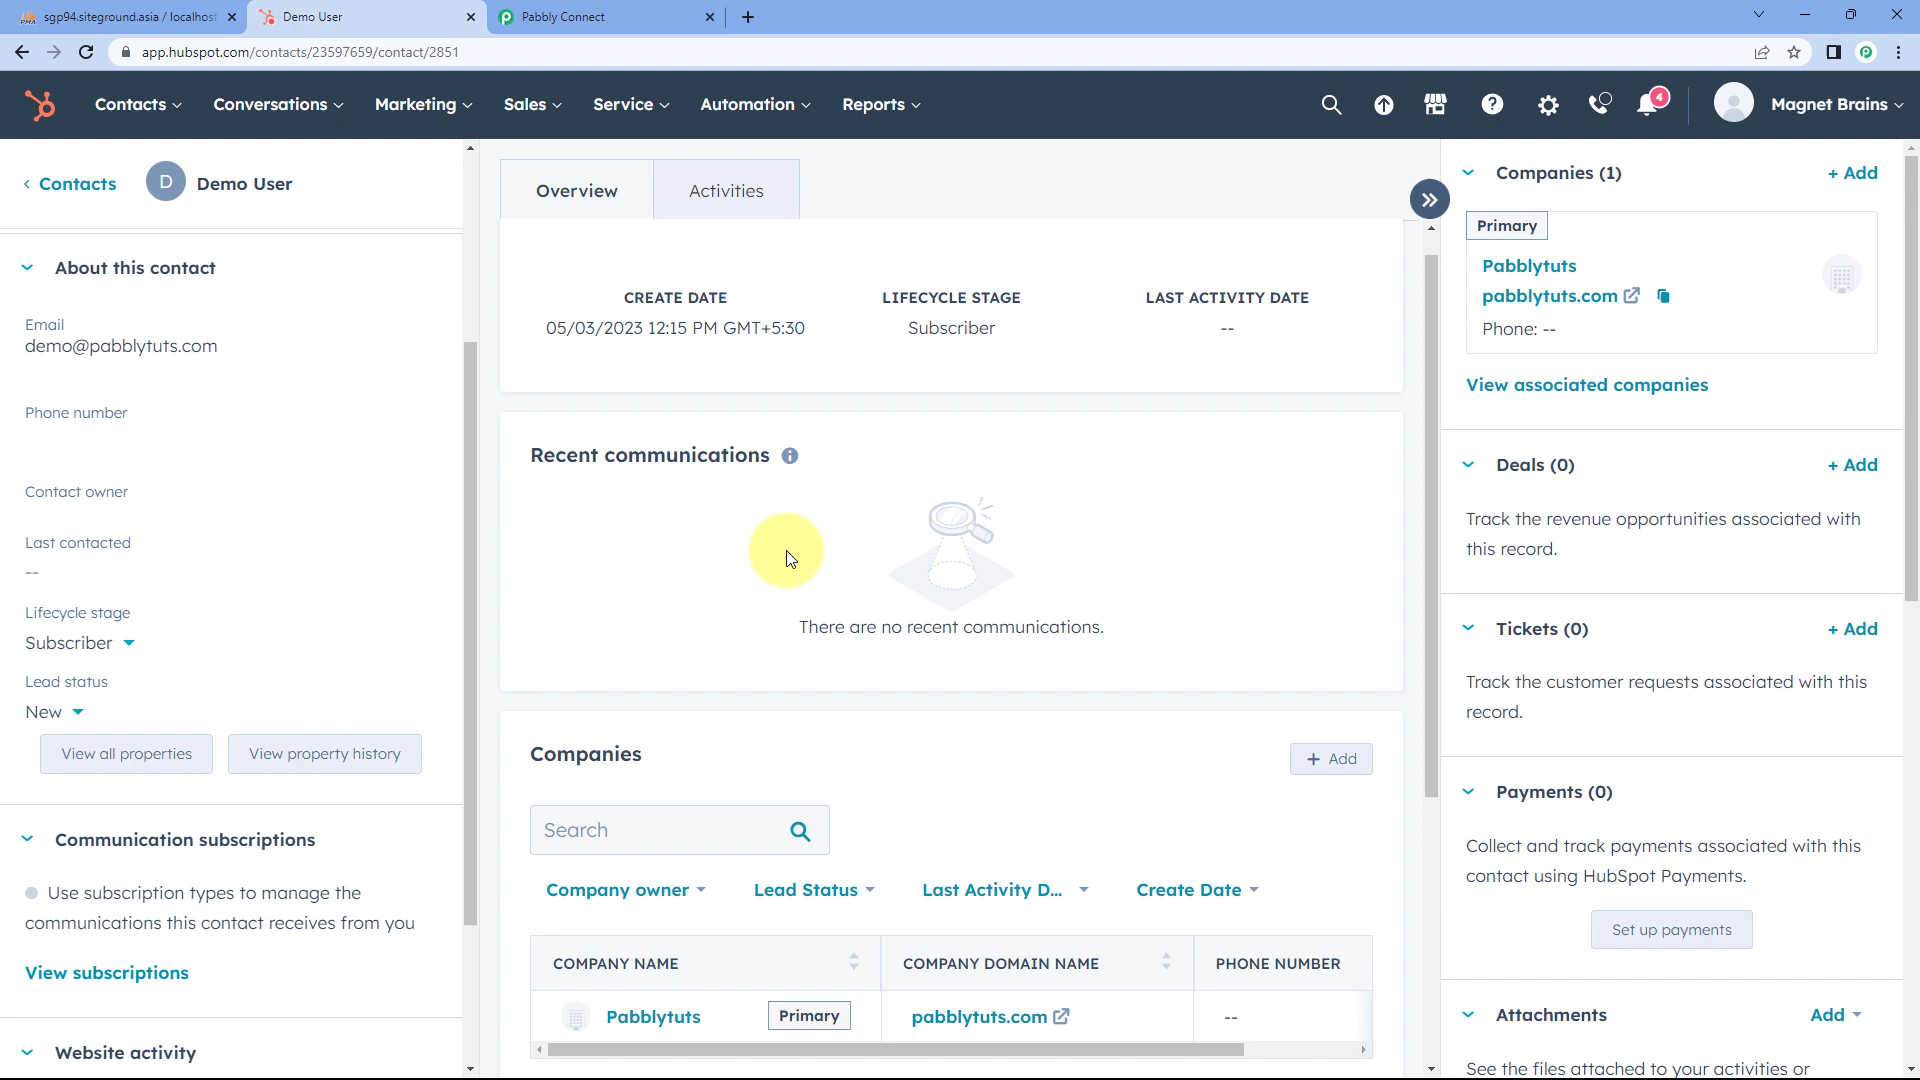 sgp94.siteground.asia / localhost
Demo User
Pabbly Connect
app.hubspot.com/contacts/23597659/contact/2851
Contacts
Conversations
Marketing
Sales
Service
Automation
Reports
4
Magnet Brains
Contacts
D
Demo User
About this contact
Email
demo@pabblytuts.com
Phone number
Contact owner
Last contacted
--
Lifecycle stage
Subscriber
Lead status
New
View all properties
View property history
Communication subscriptions
Use subscription types to manage the
communications this contact receives from you
View subscriptions
Website activity
Overview
Activities
CREATE DATE
05/03/2023 12:15 PM GMT+5:30
LIFECYCLE STAGE
Subscriber
LAST ACTIVITY DATE
--
Recent communications
There are no recent communications.
Companies
+ Add
Search
Company owner
Lead Status
Last Activity D...
Create Date
COMPANY NAME
COMPANY DOMAIN NAME
PHONE NUMBER
Pabblytuts
Primary
pabblytuts.com
--
Companies (1)
+ Add
Primary
Pabblytuts
pabblytuts.com
Phone: --
View associated companies
Deals (0)
+ Add
Track the revenue opportunities associated with
this record.
Tickets (0)
+ Add
Track the customer requests associated with this
record.
Payments (0)
Collect and track payments associated with this
contact using HubSpot Payments.
Set up payments
Attachments
Add
See the files attached to your activities or